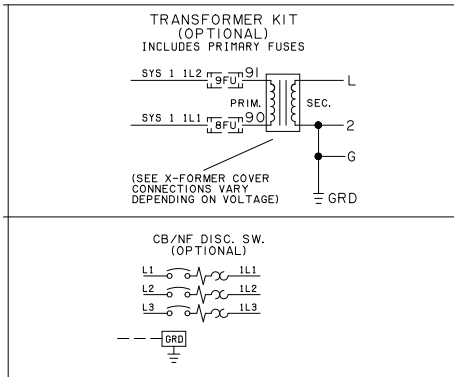 TRANSFORMER KIT
(OPTIONAL)
INCLUDES PRIMARY FUSES
SYS 1 1L2 9FU 91 L
PRIM. SEC.
SYS 1 1L1 8FU 90 2
G
(SEE X-FORMER COVER
CONNECTIONS VARY
DEPENDING ON VOLTAGE)
GRD
CB/NF DISC. SW.
(OPTIONAL)
L1 1L1
L2 1L2
L3 1L3
GRD